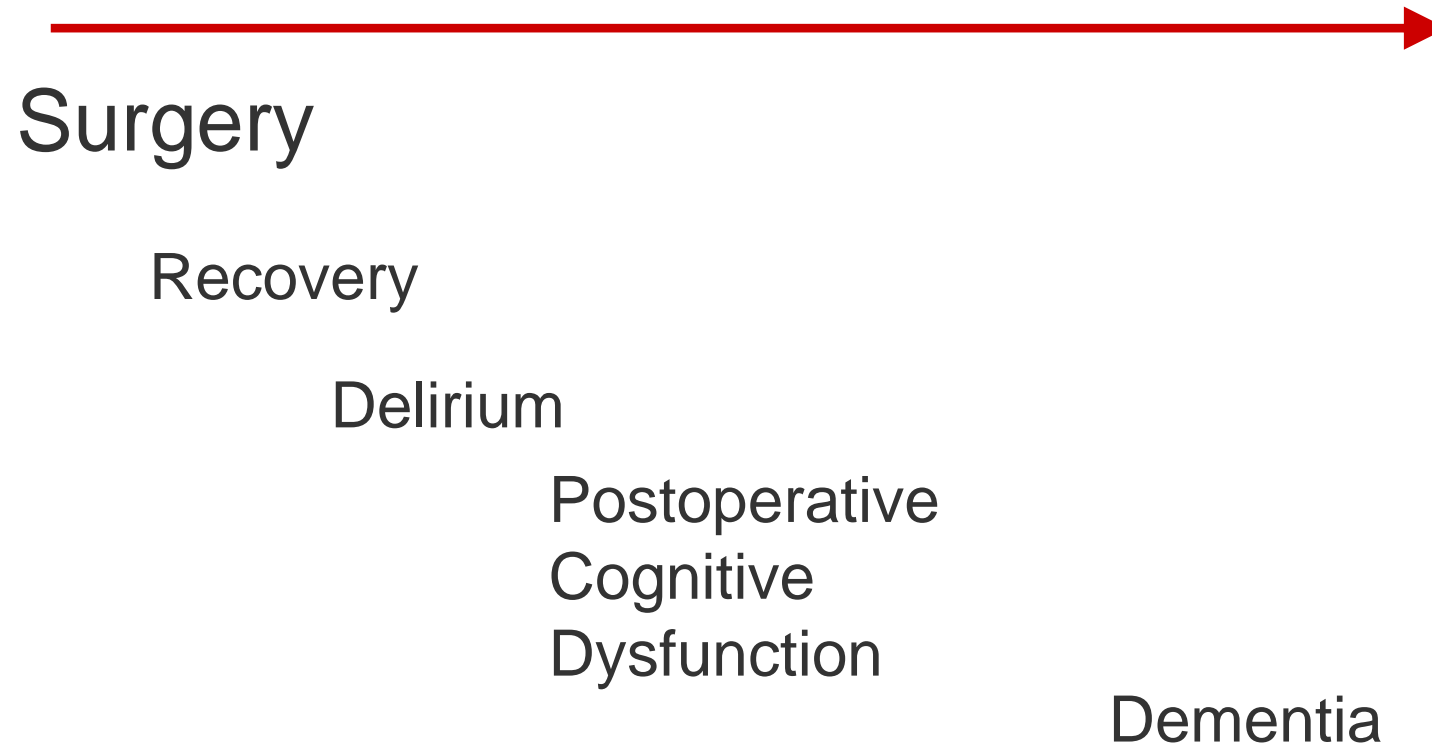 Surgery
Recovery
Delirium
Postoperative
Cognitive
Dysfunction
Dementia